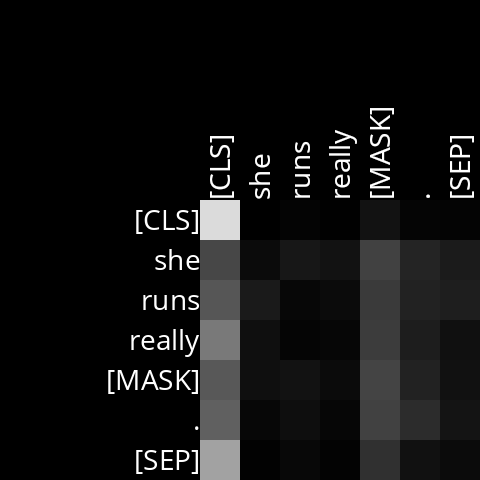 [CLS] she runs really [MASK] . [SEP]
[CLS]
she
runs
really
[MASK]
.
[SEP]